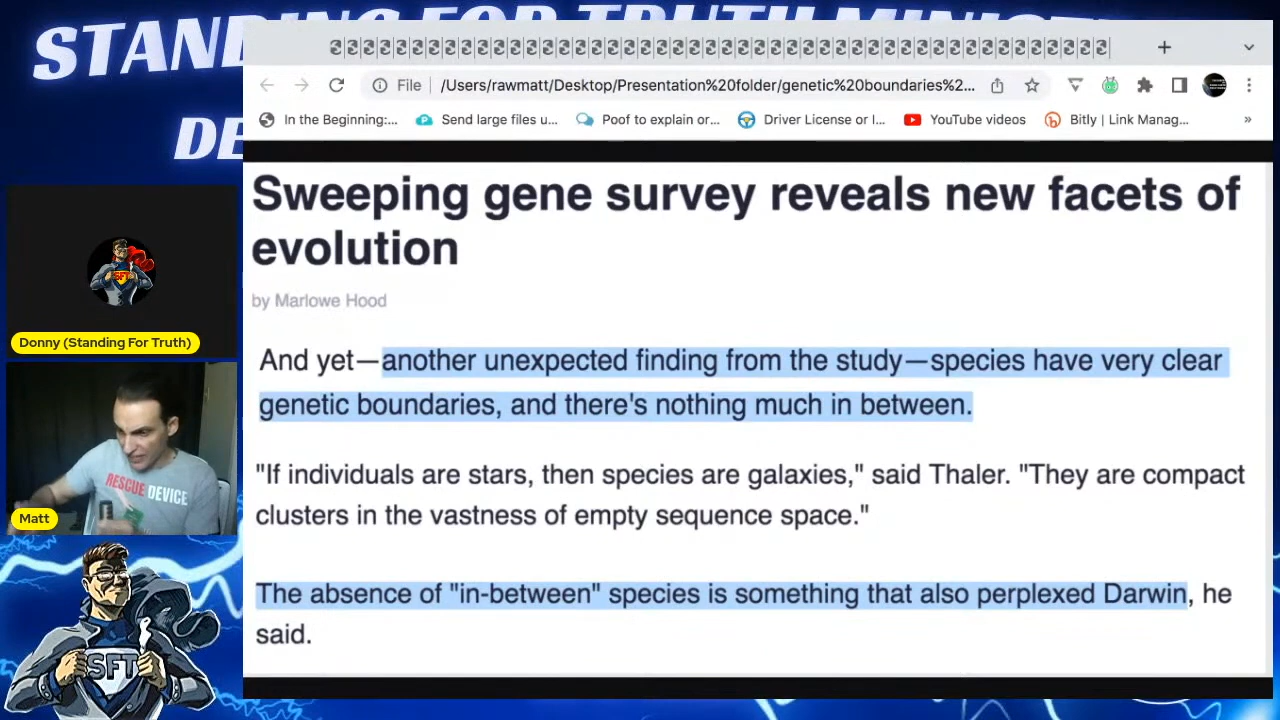 STAND
FOR TRUTH MINIST
DE
File
/Users/rawmatt/Desktop/Presentation%20folder/genetic%20boundaries%2...
In the Beginning:...
Send large files u...
Poof to explain or...
Driver License or I...
YouTube videos
Bitly | Link Manag...
»
Sweeping gene survey reveals new facets of
evolution
by Marlowe Hood
And yet—another unexpected finding from the study—species have very clear
genetic boundaries, and there's nothing much in between.
"If individuals are stars, then species are galaxies," said Thaler. "They are compact
clusters in the vastness of empty sequence space."
The absence of "in-between" species is something that also perplexed Darwin, he
said.
SFT
Donny (Standing For Truth)
RESCUE DEVICE
Matt
SFT